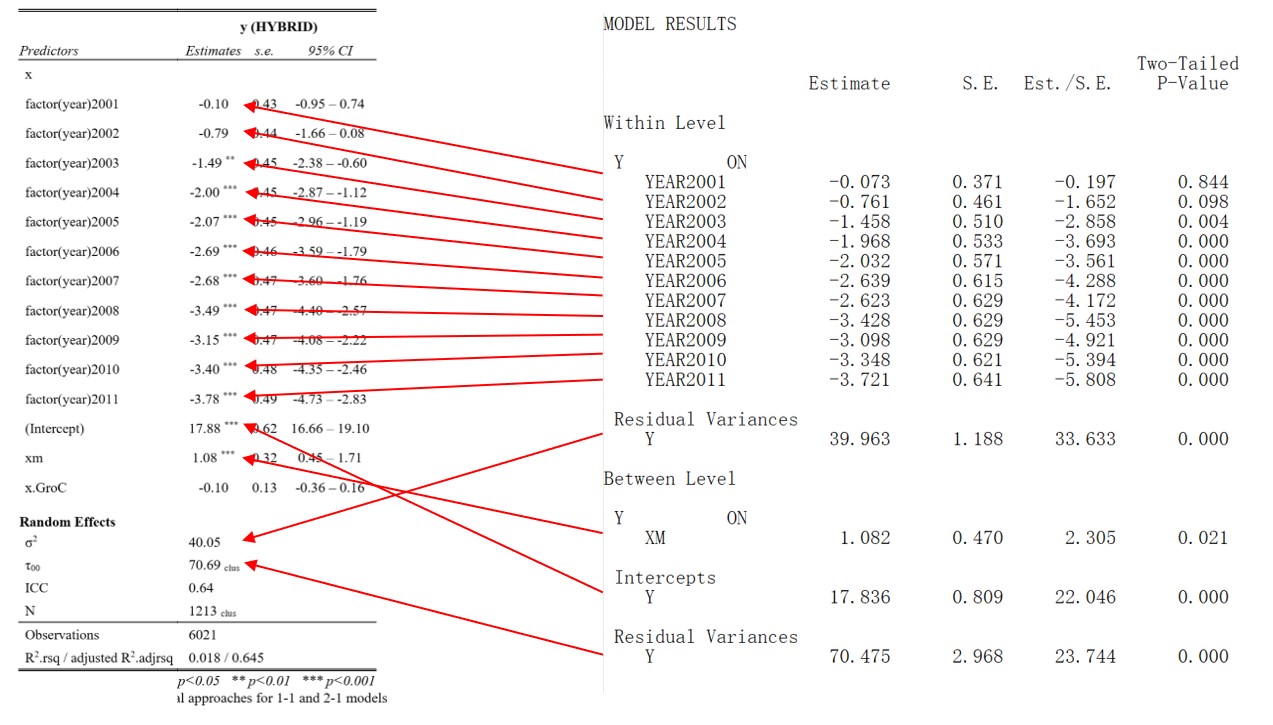 y (HYBRID)
Predictors Estimates s.e. 95% CI
x
factor(year)2001 -0.10 0.43 -0.95 – 0.74
factor(year)2002 -0.79 0.44 -1.66 – 0.08
factor(year)2003 -1.49 ** 0.45 -2.38 – -0.60
factor(year)2004 -2.00 *** 0.45 -2.87 – -1.12
factor(year)2005 -2.07 *** 0.45 -2.96 – -1.19
factor(year)2006 -2.69 *** 0.46 -3.59 – -1.79
factor(year)2007 -2.68 *** 0.47 -3.60 – -1.76
factor(year)2008 -3.49 *** 0.47 -4.40 – -2.57
factor(year)2009 -3.15 *** 0.47 -4.08 – -2.22
factor(year)2010 -3.40 *** 0.48 -4.35 – -2.46
factor(year)2011 -3.78 *** 0.49 -4.73 – -2.83
(Intercept) 17.88 *** 0.62 16.66 – 19.10
xm 1.08 *** 0.32 0.45 – 1.71
x.GroC -0.10 0.13 -0.36 – 0.16
Random Effects
σ² 40.05
τ₀₀ 70.69 clus
ICC 0.64
N 1213 clus
Observations 6021
R².rsq / adjusted R².adjrsq 0.018 / 0.645
p<0.05 ** p<0.01 *** p<0.001
al approaches for 1-1 and 2-1 models
MODEL RESULTS
Two-Tailed
Estimate S.E. Est./S.E. P-Value
Within Level
Y ON
YEAR2001 -0.073 0.371 -0.197 0.844
YEAR2002 -0.761 0.461 -1.652 0.098
YEAR2003 -1.458 0.510 -2.858 0.004
YEAR2004 -1.968 0.533 -3.693 0.000
YEAR2005 -2.032 0.571 -3.561 0.000
YEAR2006 -2.639 0.615 -4.288 0.000
YEAR2007 -2.623 0.629 -4.172 0.000
YEAR2008 -3.428 0.629 -5.453 0.000
YEAR2009 -3.098 0.629 -4.921 0.000
YEAR2010 -3.348 0.621 -5.394 0.000
YEAR2011 -3.721 0.641 -5.808 0.000
Residual Variances
Y 39.963 1.188 33.633 0.000
Between Level
Y ON
XM 1.082 0.470 2.305 0.021
Intercepts
Y 17.836 0.809 22.046 0.000
Residual Variances
Y 70.475 2.968 23.744 0.000